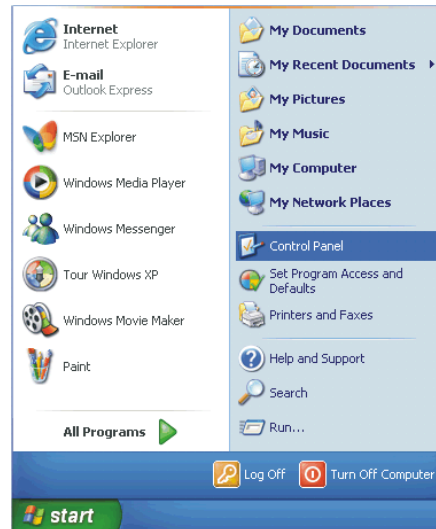 Internet
Internet Explorer
E-mail
Outlook Express
MSN Explorer
Windows Media Player
Windows Messenger
Tour Windows XP
Windows Movie Maker
Paint
All Programs
My Documents
My Recent Documents
My Pictures
My Music
My Computer
My Network Places
Control Panel
Set Program Access and
Defaults
Printers and Faxes
Help and Support
Search
Run...
Log Off
Turn Off Computer
start